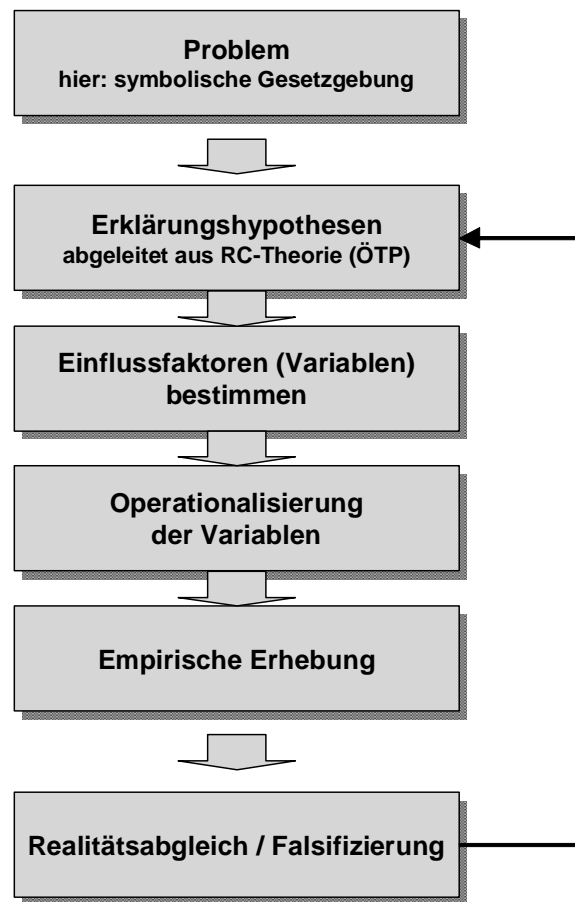 Problem
hier: symbolische Gesetzgebung
Erklärungshypothesen
abgeleitet aus RC-Theorie (ÖTP)
Einflussfaktoren (Variablen)
bestimmen
Operationalisierung
der Variablen
Empirische Erhebung
Realitätsabgleich / Falsifizierung